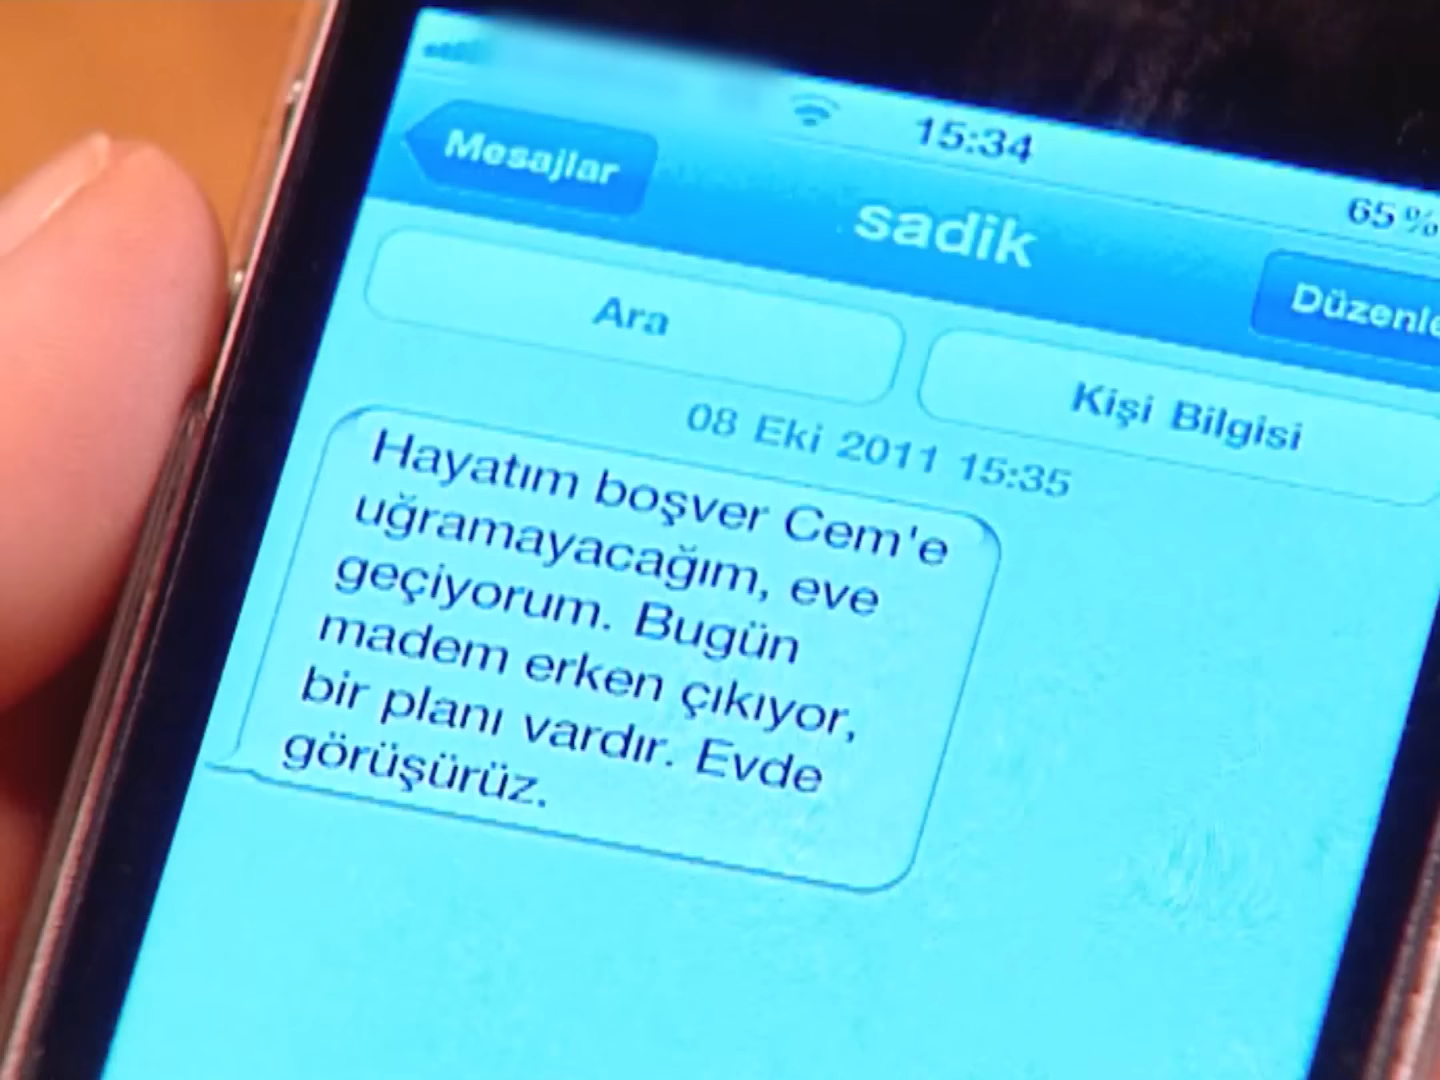 15:34
65%
Mesajlar
sadik
Düzenle
Ara
Kişi Bilgisi
08 Eki 2011 15:35
Hayatım boşver Cem'e
uğramayacağım, eve
geçiyorum. Bugün
madem erken çıkıyor,
bir planı vardır. Evde
görüşürüz.